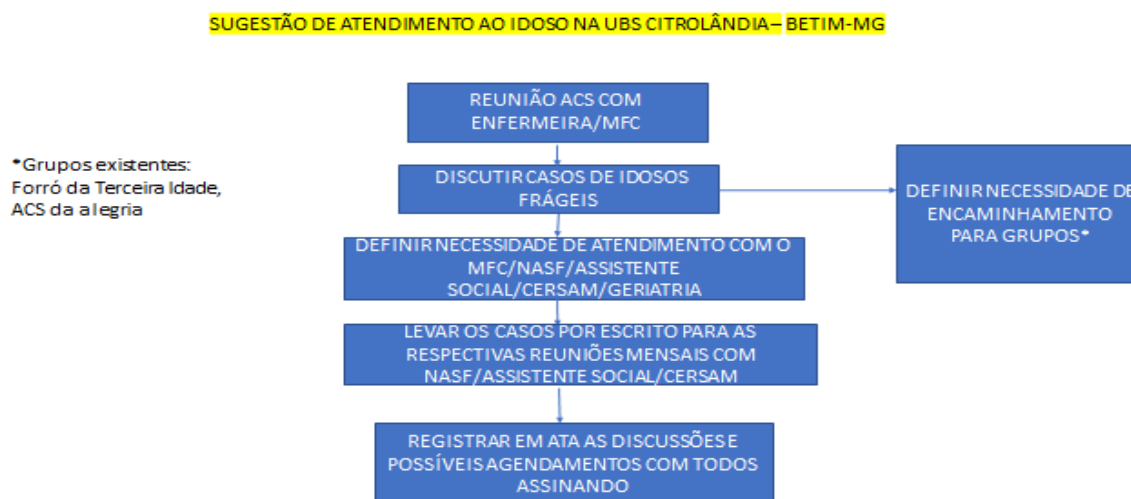 SUGESTÃO DE ATENDIMENTO AO IDOSO NA UBS CITROLÂNDIA – BETIM-MG
REUNIÃO ACS COM
ENFERMEIRA/MFC
*Grupos existentes:
Forró da Terceira Idade,
ACS da alegria
DISCUTIR CASOS DE IDOSOS
FRÁGEIS
DEFINIR NECESSIDADE DE
ENCAMINHAMENTO
PARA GRUPOS*
DEFINIR NECESSIDADE DE ATENDIMENTO COM O
MFC/NASF/ASSISTENTE
SOCIAL/CERSAM/GERIATRIA
LEVAR OS CASOS POR ESCRITO PARA AS
RESPECTIVAS REUNIÕES MENSAIS COM
NASF/ASSISTENTE SOCIAL/CERSAM
REGISTRAR EM ATA AS DISCUSSÕES E
POSSÍVEIS AGENDAMENTOS COM TODOS
ASSINANDO